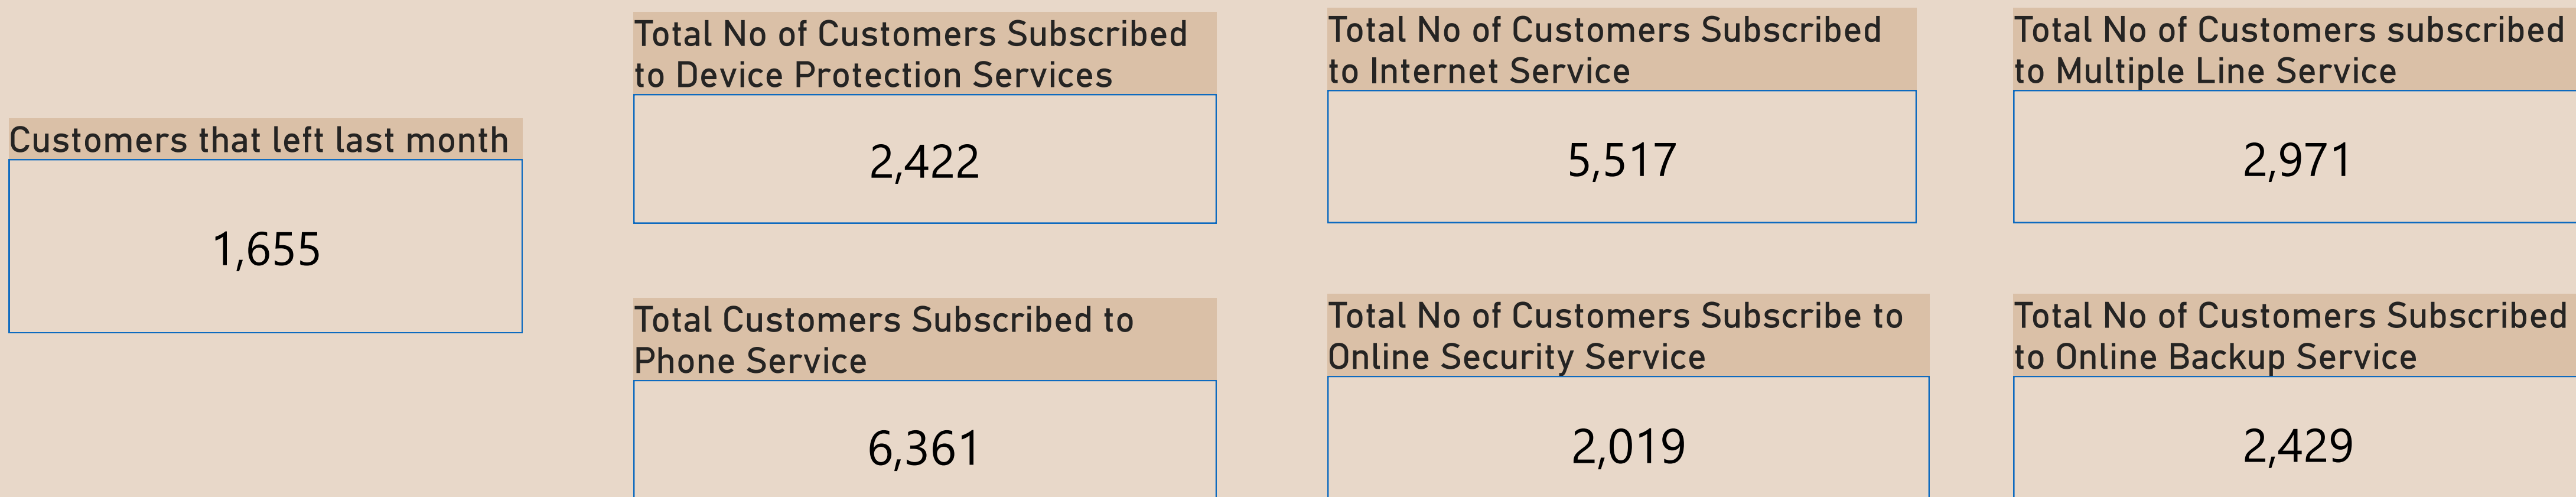 Customers that left last month
1,655
Total No of Customers Subscribed
to Device Protection Services
2,422
Total No of Customers Subscribed
to Internet Service
5,517
Total No of Customers subscribed
to Multiple Line Service
2,971
Total Customers Subscribed to
Phone Service
6,361
Total No of Customers Subscribe to
Online Security Service
2,019
Total No of Customers Subscribed
to Online Backup Service
2,429